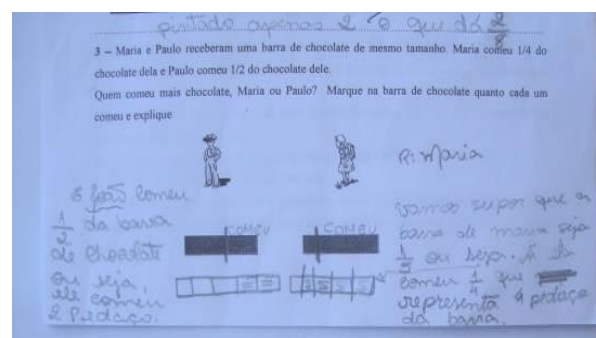 pintado apenas 2 o que dá 2/8
3 – Maria e Paulo receberam uma barra de chocolate de mesmo tamanho. Maria comeu 1/4 do
chocolate dela e Paulo comeu 1/2 do chocolate dele.
Quem comeu mais chocolate, Maria ou Paulo? Marque na barra de chocolate quanto cada um
comeu e explique
R: Maria
E João Comeu
1/2 da barra
de chocolate
ou seja,
ele comeu
2 Pedaço.
COMEU
COMEU
vamos supor que a
barra de maria seja
1/5 ou seja.
comeu 1/4 que
representa 4 pedaço
da barra.